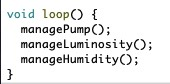 void loop() {
  managePump();
  manageLuminosity();
  manageHumidity();
}